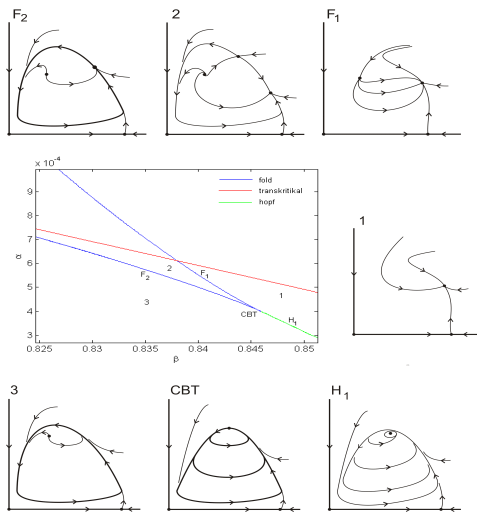 F2 2 F1
x 10^-4
fold
transkritikal
hopf
9
8
7
6
5
4
3
α
2
F2
F1
1
3
CBT
H1
0.825 0.83 0.835 0.84 0.845 0.85
β
1
3 CBT H1